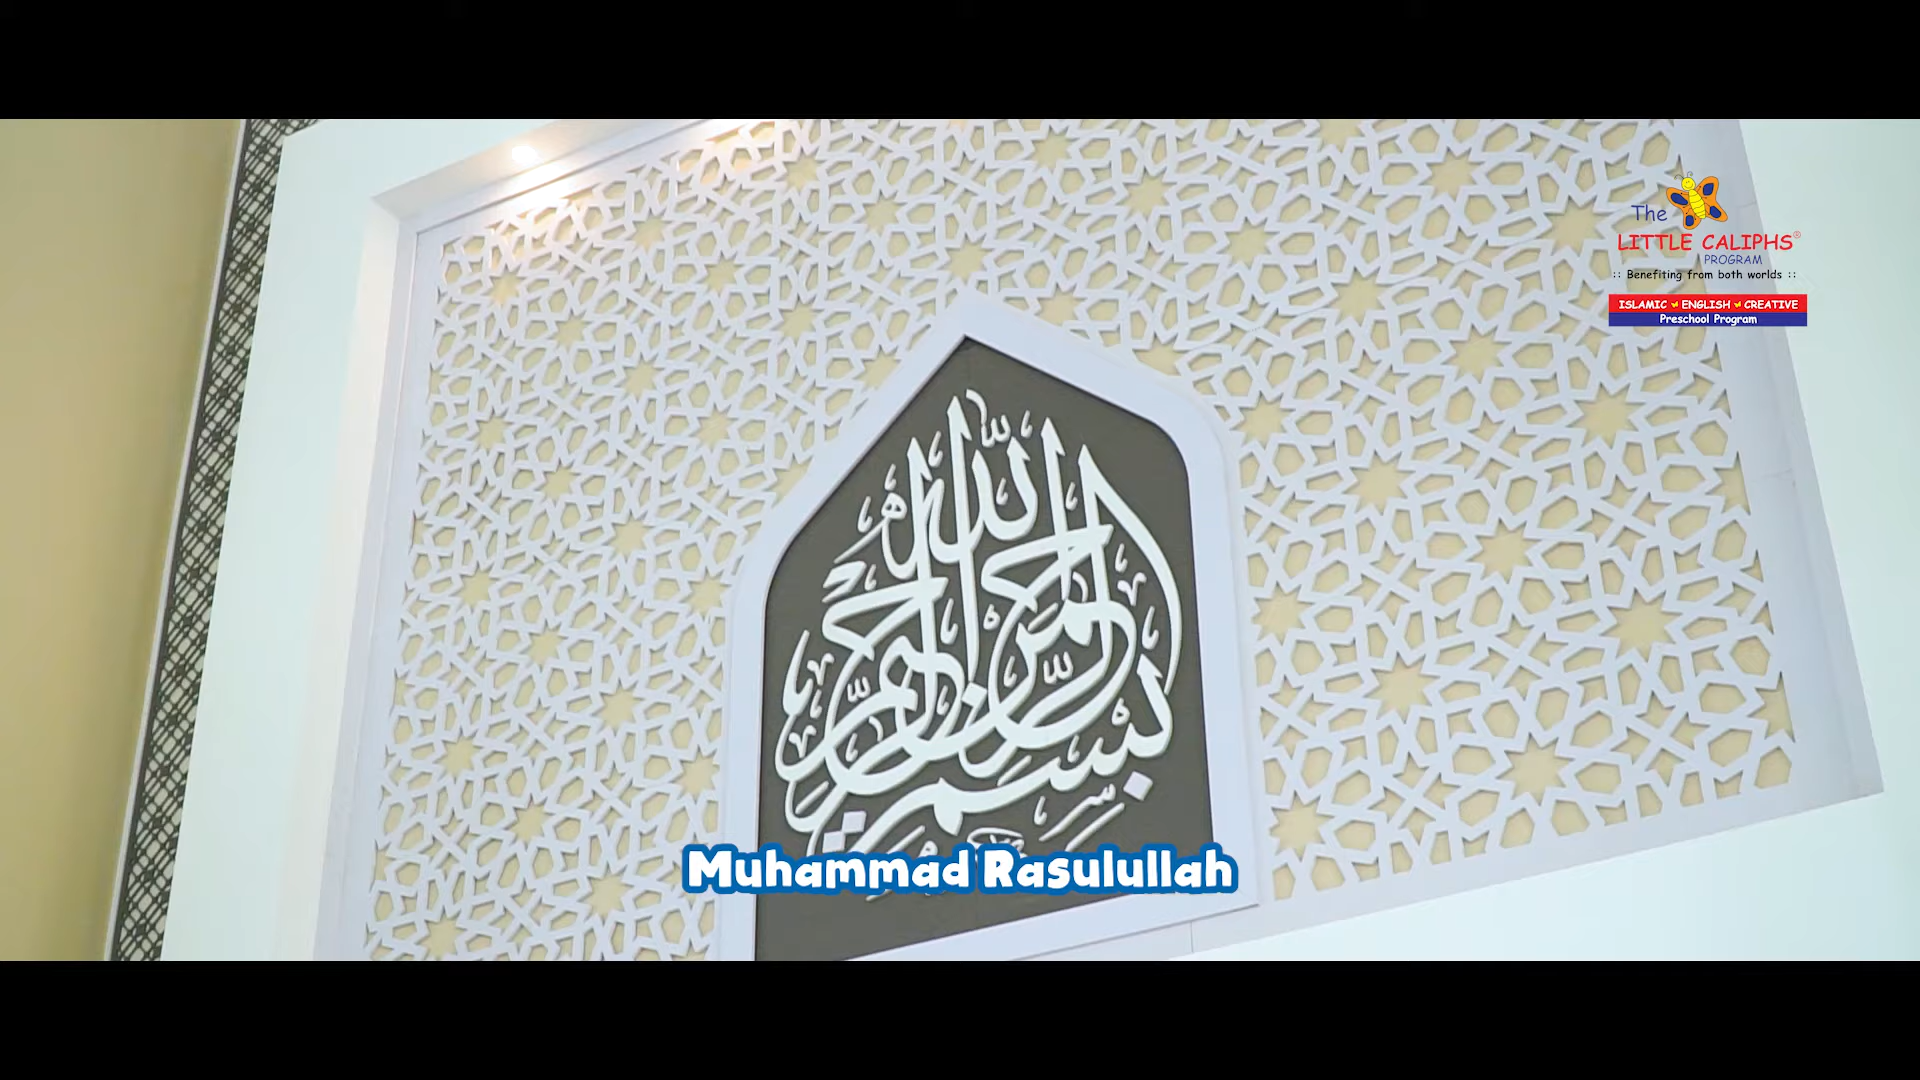 The
LITTLE CALIPHS®
PROGRAM
:: Benefiting from both worlds ::
ISLAMIC ENGLISH CREATIVE
Preschool Program
بسم الله الرحمن الرحيم
Muhammad Rasulullah